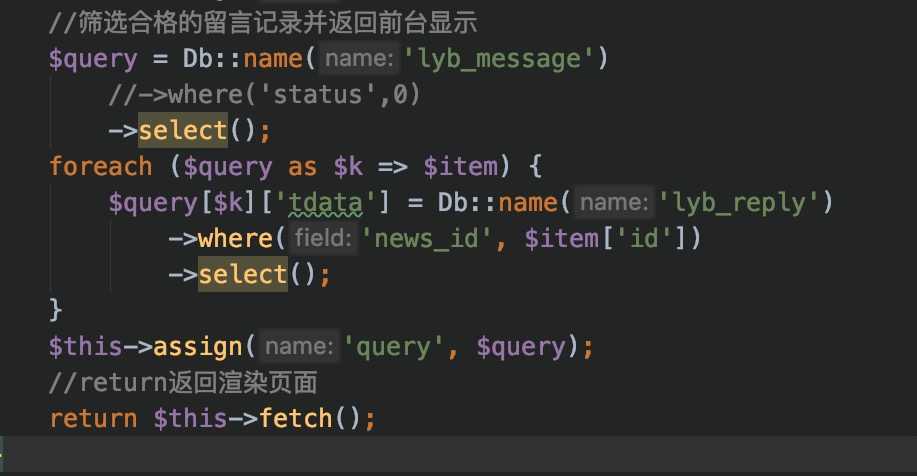 //筛选合格的留言记录并返回前台显示
$query = Db::name( name: 'lyb_message')
//->where('status',0)
->select();
foreach ($query as $k => $item) {
$query[$k]['tdata'] = Db::name( name: 'lyb_reply')
->where( field: 'news_id', $item['id'])
->select();
}
$this->assign( name: 'query', $query);
//return返回渲染页面
return $this->fetch();